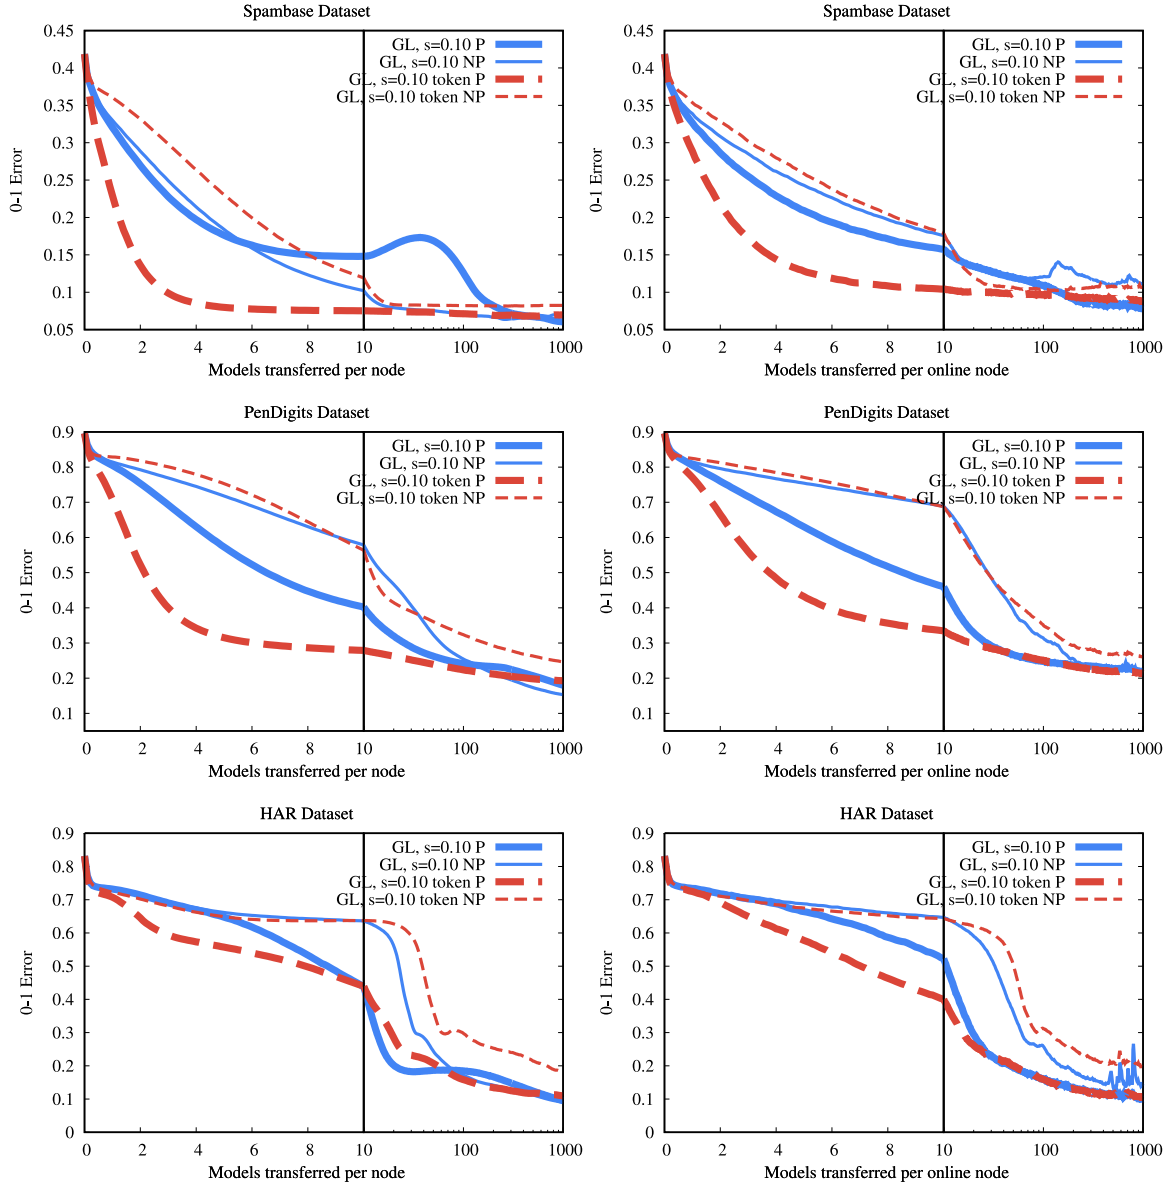 Spambase Dataset
0.45
0.4
0.35
0.3
0.25
0.2
0.15
0.1
0.05
0-1 Error
GL, s=0.10 P
GL, s=0.10 NP
GL, s=0.10 token P
GL, s=0.10 token NP
0 2 4 6 8 10 100 1000
Models transferred per node
Spambase Dataset
0.45
0.4
0.35
0.3
0.25
0.2
0.15
0.1
0.05
0-1 Error
GL, s=0.10 P
GL, s=0.10 NP
GL, s=0.10 token P
GL, s=0.10 token NP
0 2 4 6 8 10 100 1000
Models transferred per online node
PenDigits Dataset
0.9
0.8
0.7
0.6
0.5
0.4
0.3
0.2
0.1
0-1 Error
GL, s=0.10 P
GL, s=0.10 NP
GL, s=0.10 token P
GL, s=0.10 token NP
0 2 4 6 8 10 100 1000
Models transferred per node
PenDigits Dataset
0.9
0.8
0.7
0.6
0.5
0.4
0.3
0.2
0.1
0-1 Error
GL, s=0.10 P
GL, s=0.10 NP
GL, s=0.10 token P
GL, s=0.10 token NP
0 2 4 6 8 10 100 1000
Models transferred per online node
HAR Dataset
0.9
0.8
0.7
0.6
0.5
0.4
0.3
0.2
0.1
0
0-1 Error
GL, s=0.10 P
GL, s=0.10 NP
GL, s=0.10 token P
GL, s=0.10 token NP
0 2 4 6 8 10 100 1000
Models transferred per node
HAR Dataset
0.9
0.8
0.7
0.6
0.5
0.4
0.3
0.2
0.1
0
0-1 Error
GL, s=0.10 P
GL, s=0.10 NP
GL, s=0.10 token P
GL, s=0.10 token NP
0 2 4 6 8 10 100 1000
Models transferred per online node